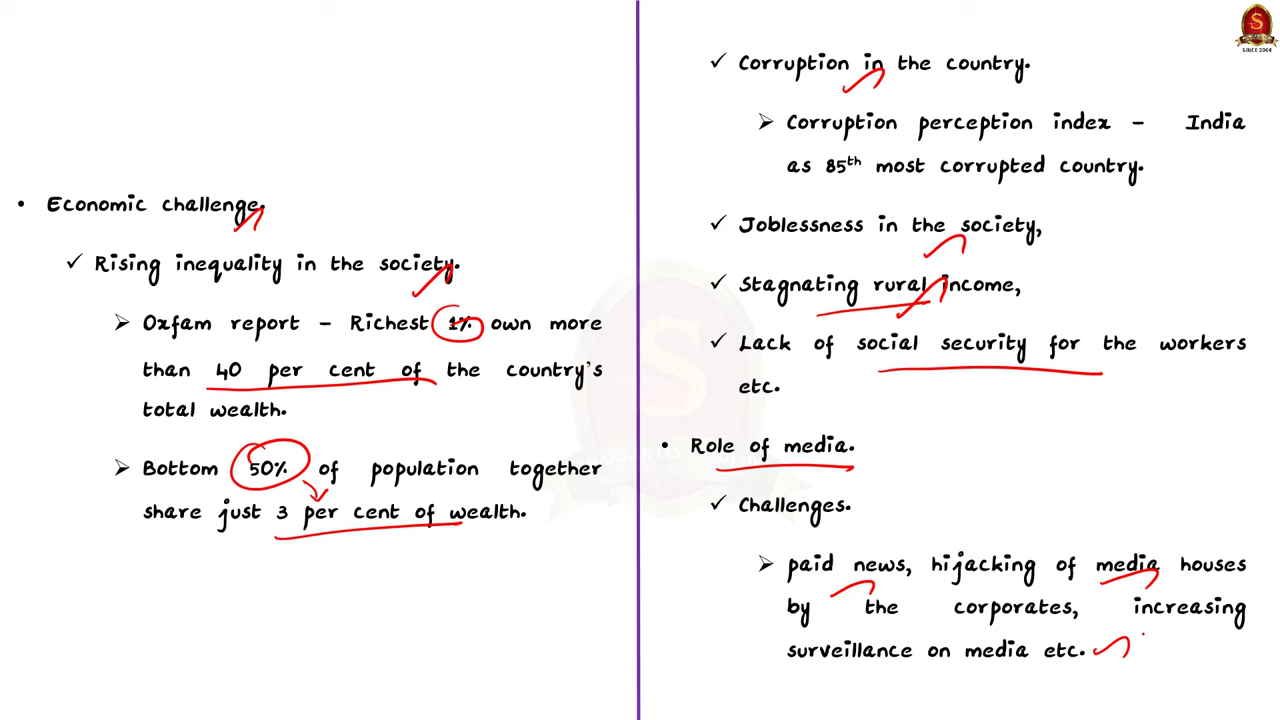 • Economic challenge.
✓ Rising inequality in the society.
➢ Oxfam report – Richest 1% own more
than 40 per cent of the country's
total wealth.
➢ Bottom 50% of population together
share just 3 per cent of wealth.
✓ Corruption in the country.
➢ Corruption perception index – India
as 85th most corrupted country.
✓ Joblessness in the society,
✓ Stagnating rural income,
✓ Lack of social security for the workers
etc.
• Role of media.
✓ Challenges.
➢ paid news, hijacking of media houses
by the corporates, increasing
surveillance on media etc.
S
SINCE 2004